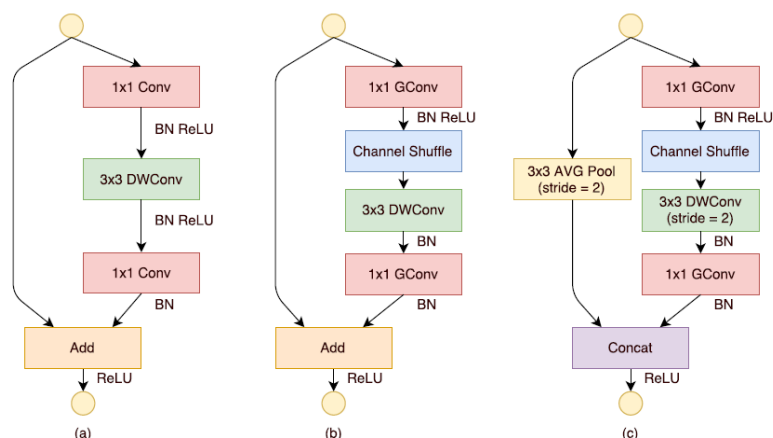 1x1 Conv
BN ReLU
3x3 DWConv
BN ReLU
1x1 Conv
BN
Add
ReLU
(a)
1x1 GConv
BN ReLU
Channel Shuffle
3x3 DWConv
BN
1x1 GConv
BN
Add
ReLU
(b)
1x1 GConv
BN ReLU
Channel Shuffle
3x3 AVG Pool
(stride = 2)
3x3 DWConv
(stride = 2)
BN
1x1 GConv
BN
Concat
ReLU
(c)